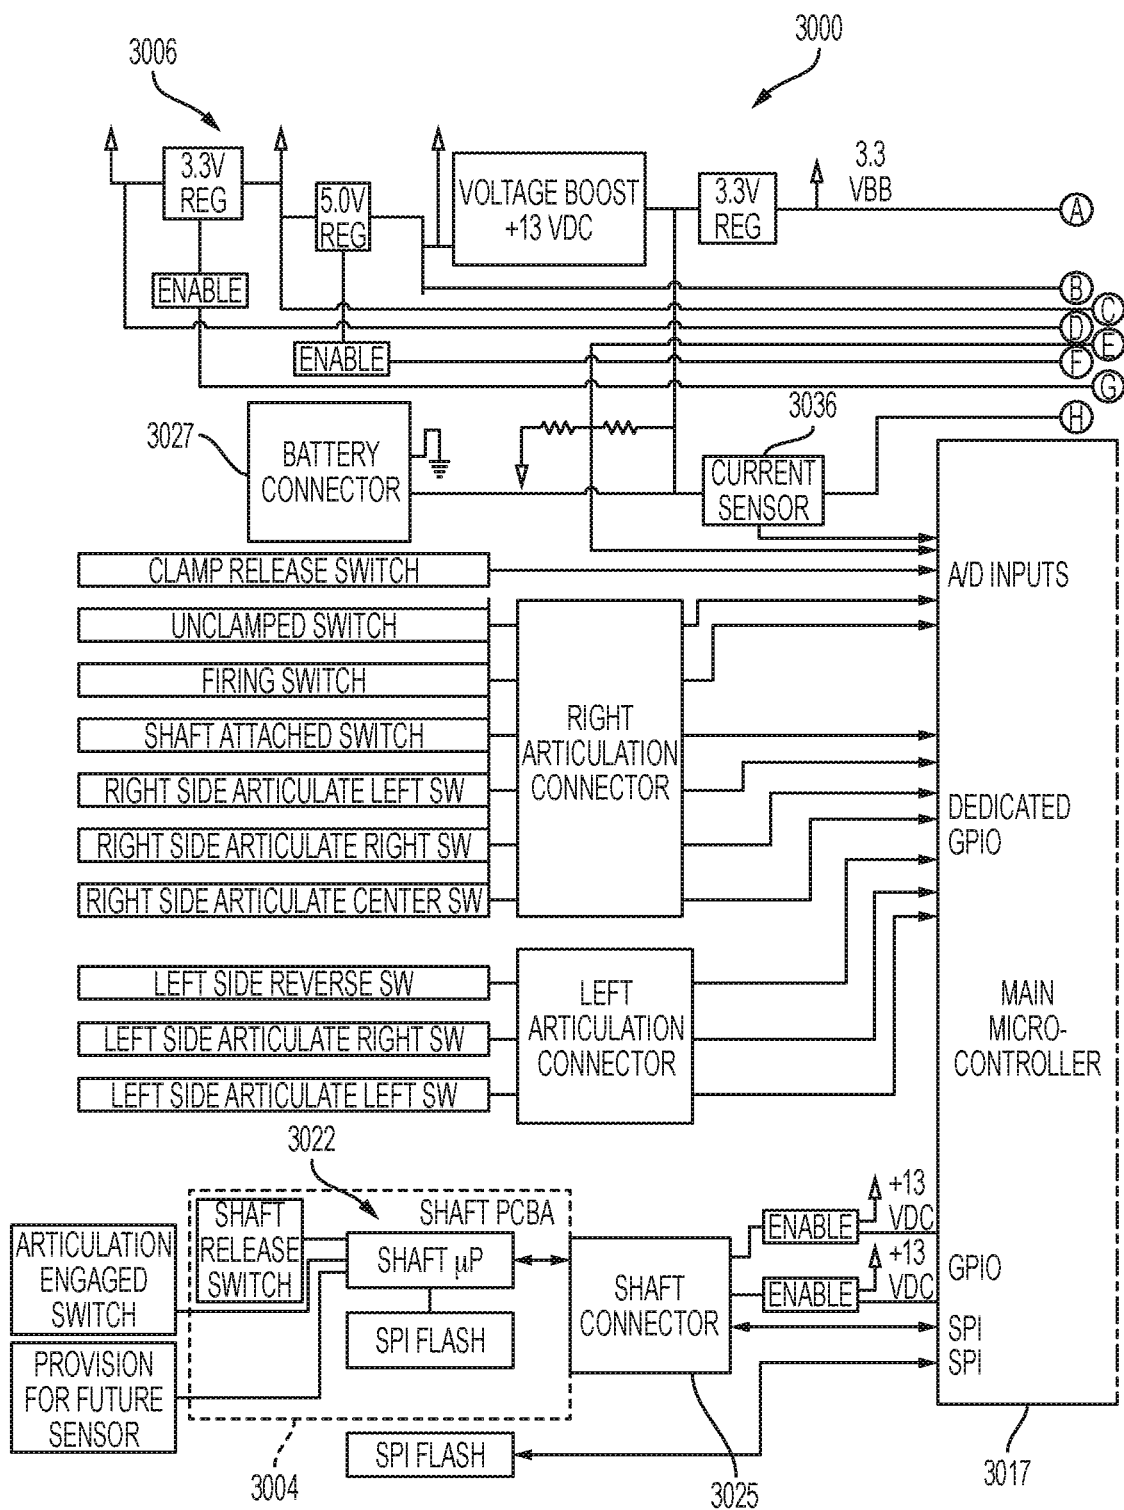 3000
3006
3.3V
REG
5.0V
REG
VOLTAGE BOOST
+13 VDC
3.3V
REG
3.3
VBB
A
ENABLE
B
C
D
E
ENABLE
F
G
H
3027
BATTERY
CONNECTOR
3036
CURRENT
SENSOR
CLAMP RELEASE SWITCH
A/D INPUTS
UNCLAMPED SWITCH
FIRING SWITCH
SHAFT ATTACHED SWITCH
RIGHT SIDE ARTICULATE LEFT SW
RIGHT SIDE ARTICULATE RIGHT SW
RIGHT SIDE ARTICULATE CENTER SW
RIGHT
ARTICULATION
CONNECTOR
DEDICATED
GPIO
LEFT SIDE REVERSE SW
LEFT SIDE ARTICULATE RIGHT SW
LEFT SIDE ARTICULATE LEFT SW
LEFT
ARTICULATION
CONNECTOR
MAIN
MICRO-
CONTROLLER
3022
SHAFT PCBA
SHAFT
RELEASE
SWITCH
ARTICULATION
ENGAGED
SWITCH
SHAFT µP
SPI FLASH
PROVISION
FOR FUTURE
SENSOR
SHAFT
CONNECTOR
ENABLE
+13
VDC
ENABLE
+13
VDC
GPIO
SPI
SPI
SPI FLASH
3004
3025
3017